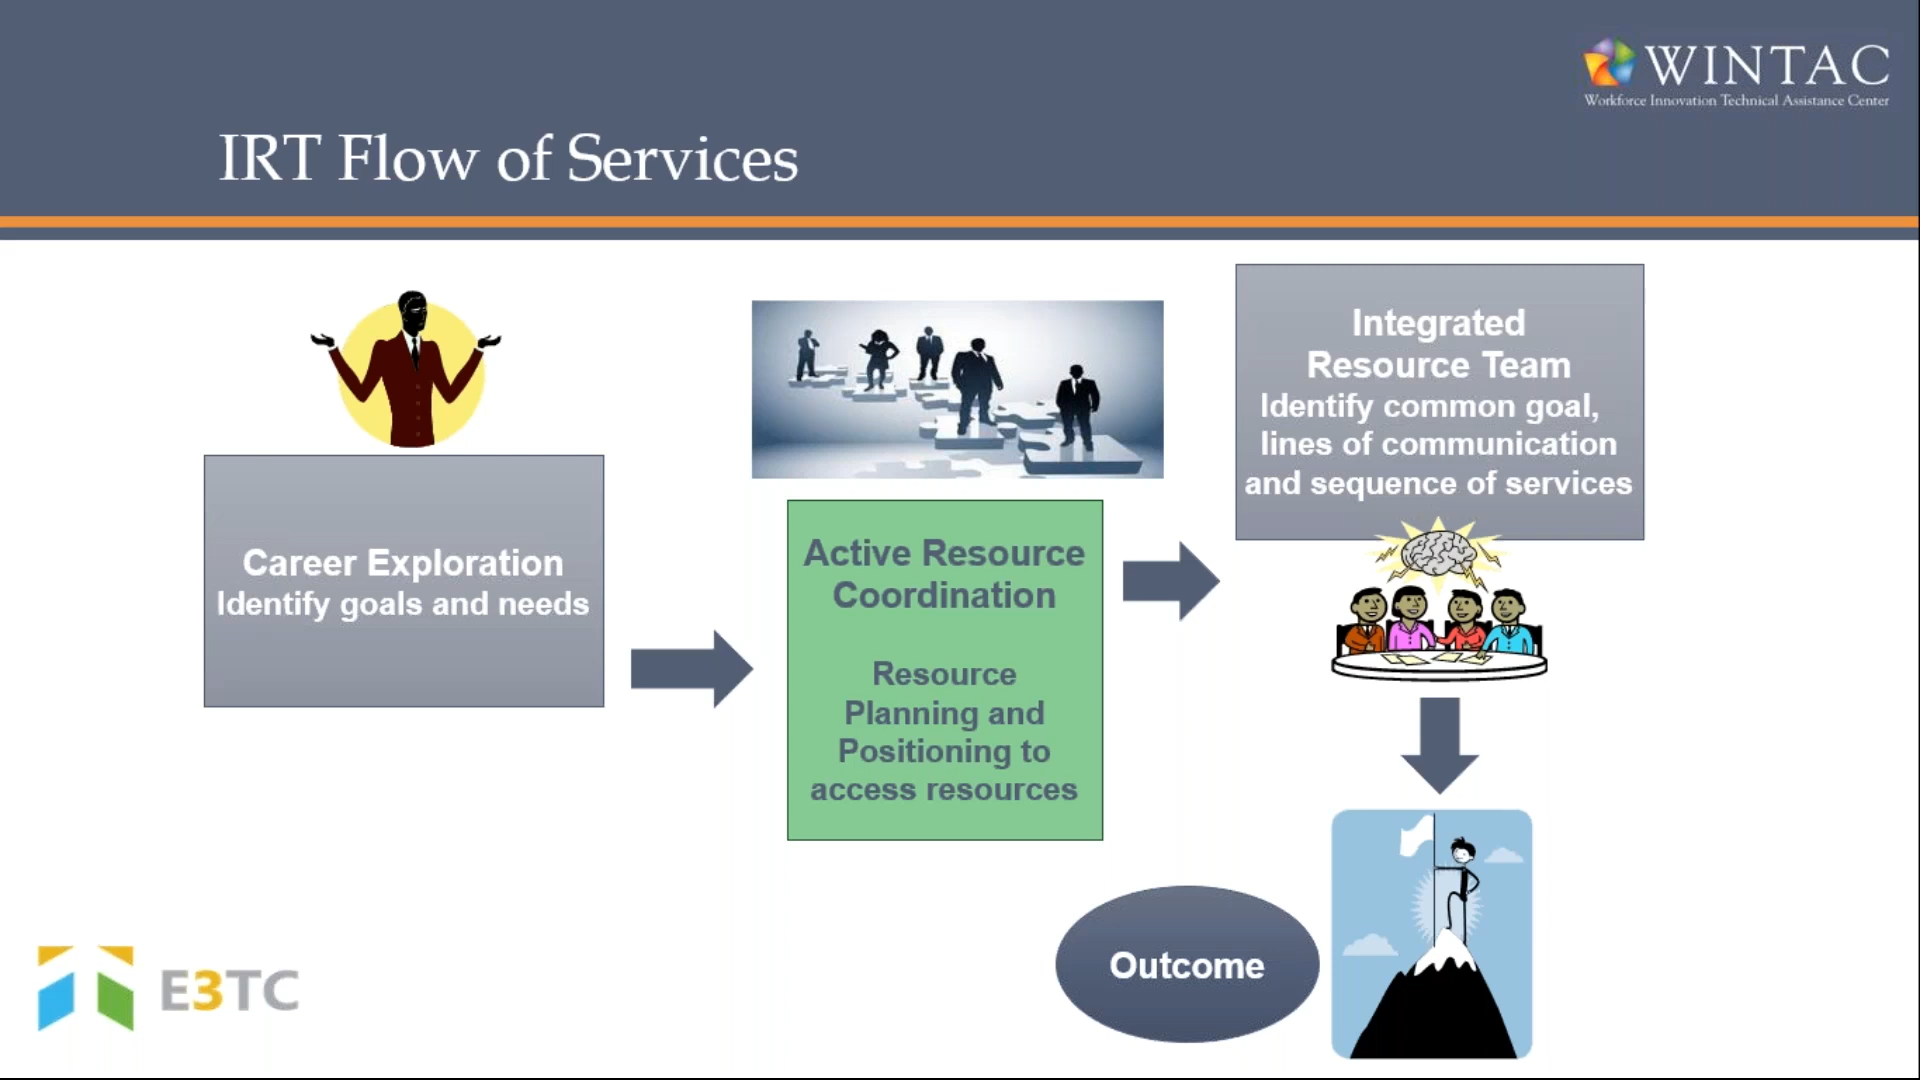 WINTAC
Workforce Innovation Technical Assistance Center
IRT Flow of Services
Career Exploration
Identify goals and needs
Active Resource
Coordination
Resource
Planning and
Positioning to
access resources
Integrated
Resource Team
Identify common goal,
lines of communication
and sequence of services
Outcome
E3TC